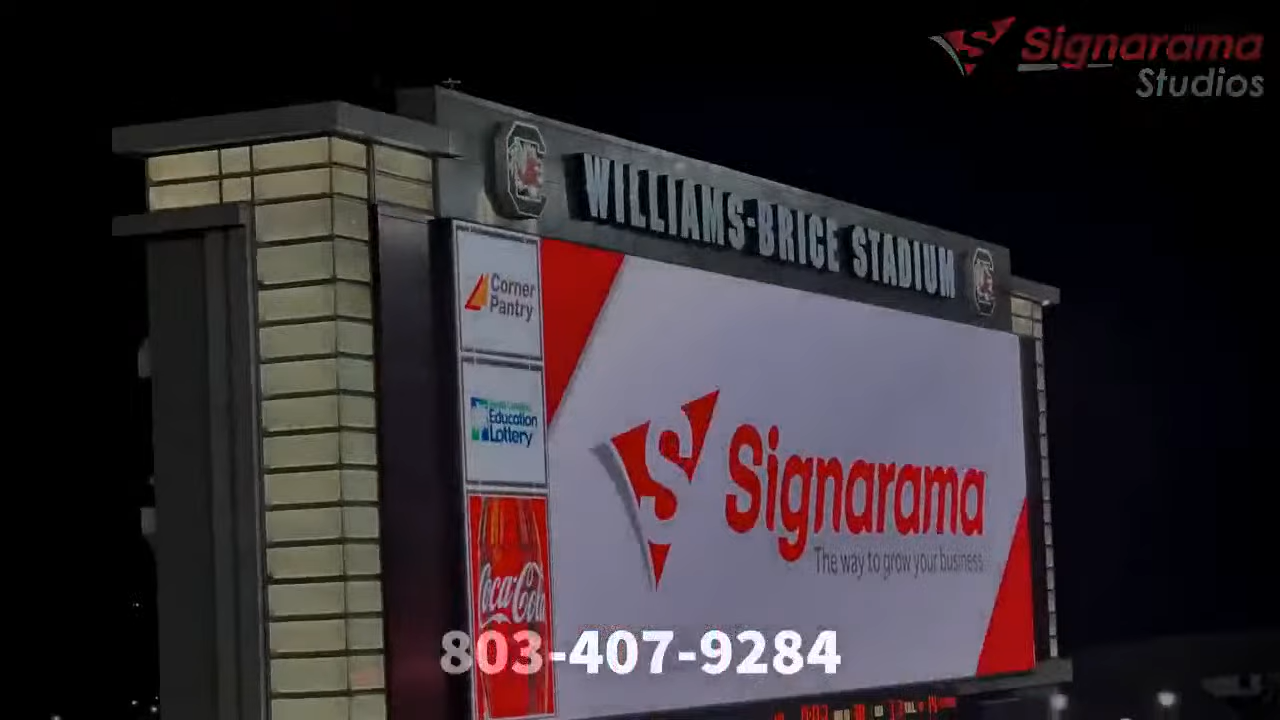 Signarama
Studios
WILLIAMS-BRICE STADIUM
Corner
Pantry
Education
Lottery
Signarama
The way to grow your business
Coca-Cola
803-407-9284